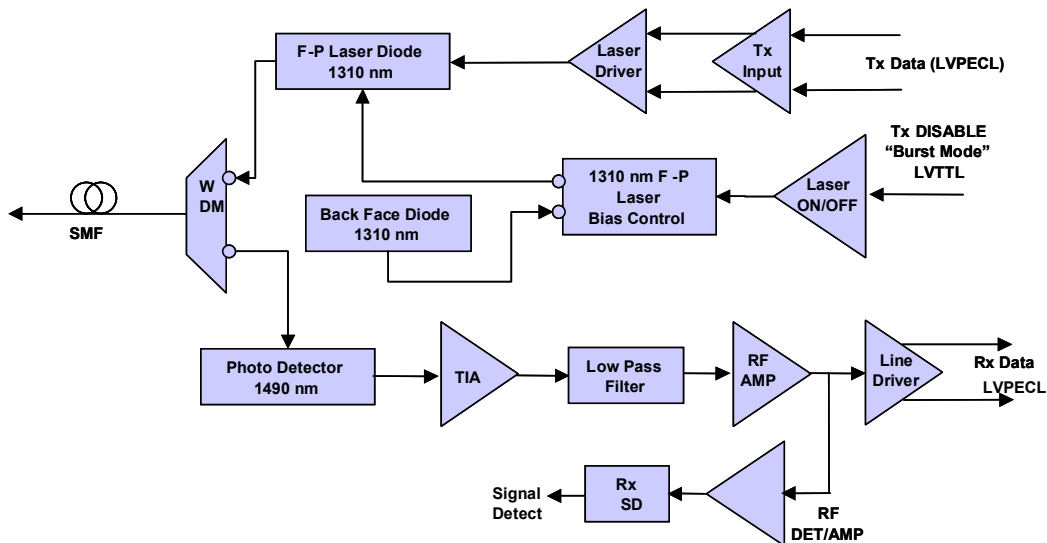 F-P Laser Diode
1310 nm
Laser
Driver
Tx
Input
Tx Data (LVPECL)
Tx DISABLE
“Burst Mode”
LVTTL
W
DM
SMF
Back Face Diode
1310 nm
1310 nm F -P
Laser
Bias Control
Laser
ON/OFF
Photo Detector
1490 nm
TIA
Low Pass
Filter
RF
AMP
Line
Driver
Rx Data
LVPECL
Signal
Detect
Rx
SD
RF
DET/AMP